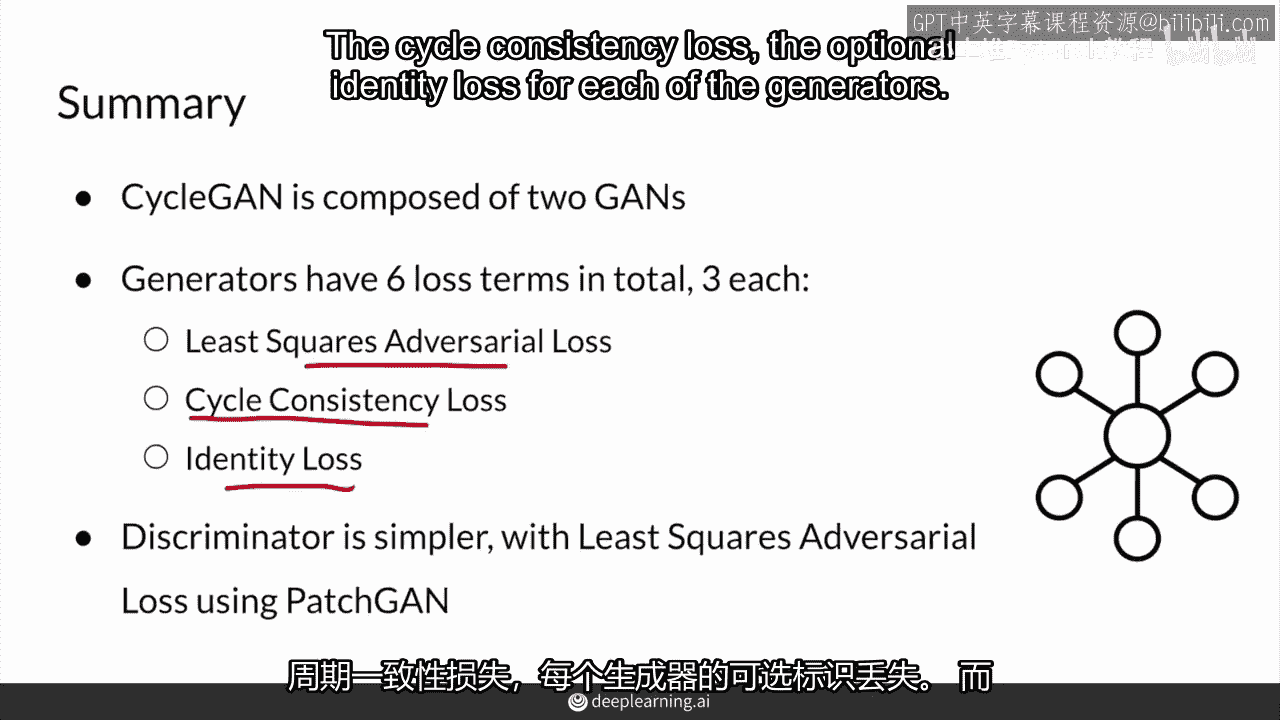 GPT中英字幕课程资源@bilibili.com
The cycle consistency loss, the optional
identity loss for each of the generators.
Summary
● CycleGAN is composed of two GANs
● Generators have 6 loss terms in total, 3 each:
○ Least Squares Adversarial Loss
○ Cycle Consistency Loss
○ Identity Loss
● Discriminator is simpler, with Least Squares Adversarial
Loss using PatchGAN
周期一致性损失，每个生成器的可选标识丢失。 而
deeplearning.ai